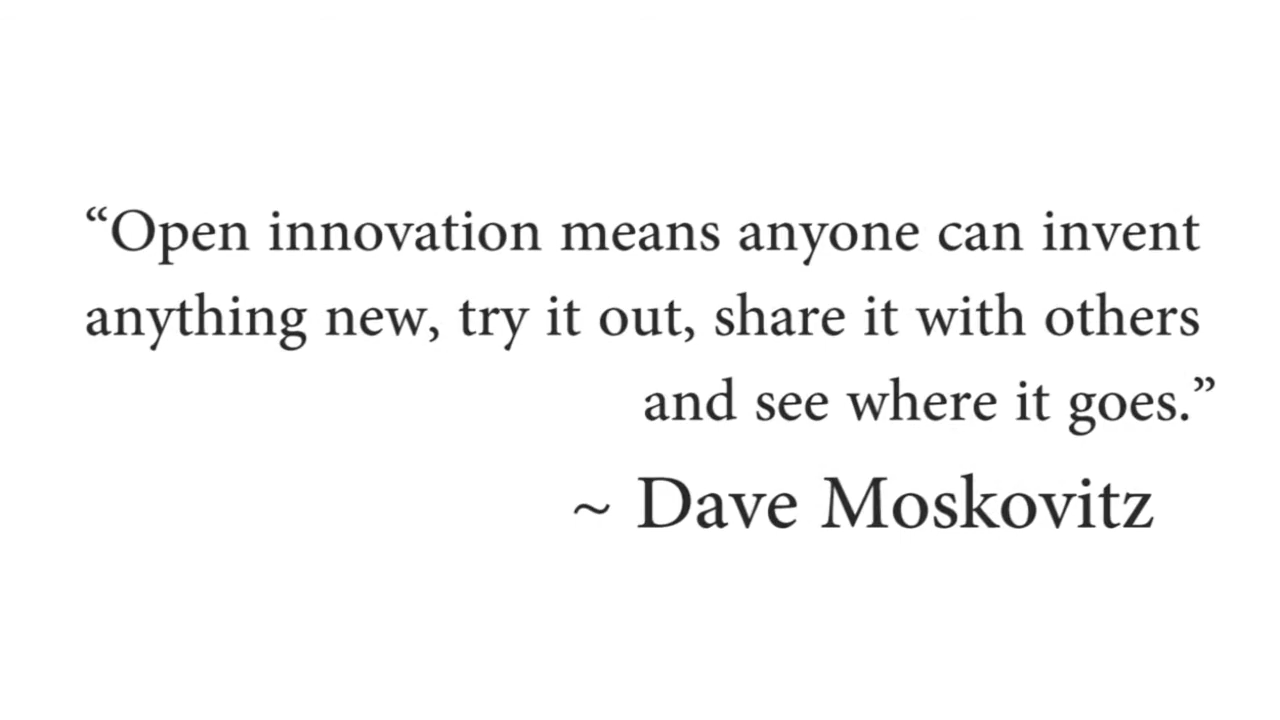 “Open innovation means anyone can invent
anything new, try it out, share it with others
and see where it goes.”
~ Dave Moskovitz